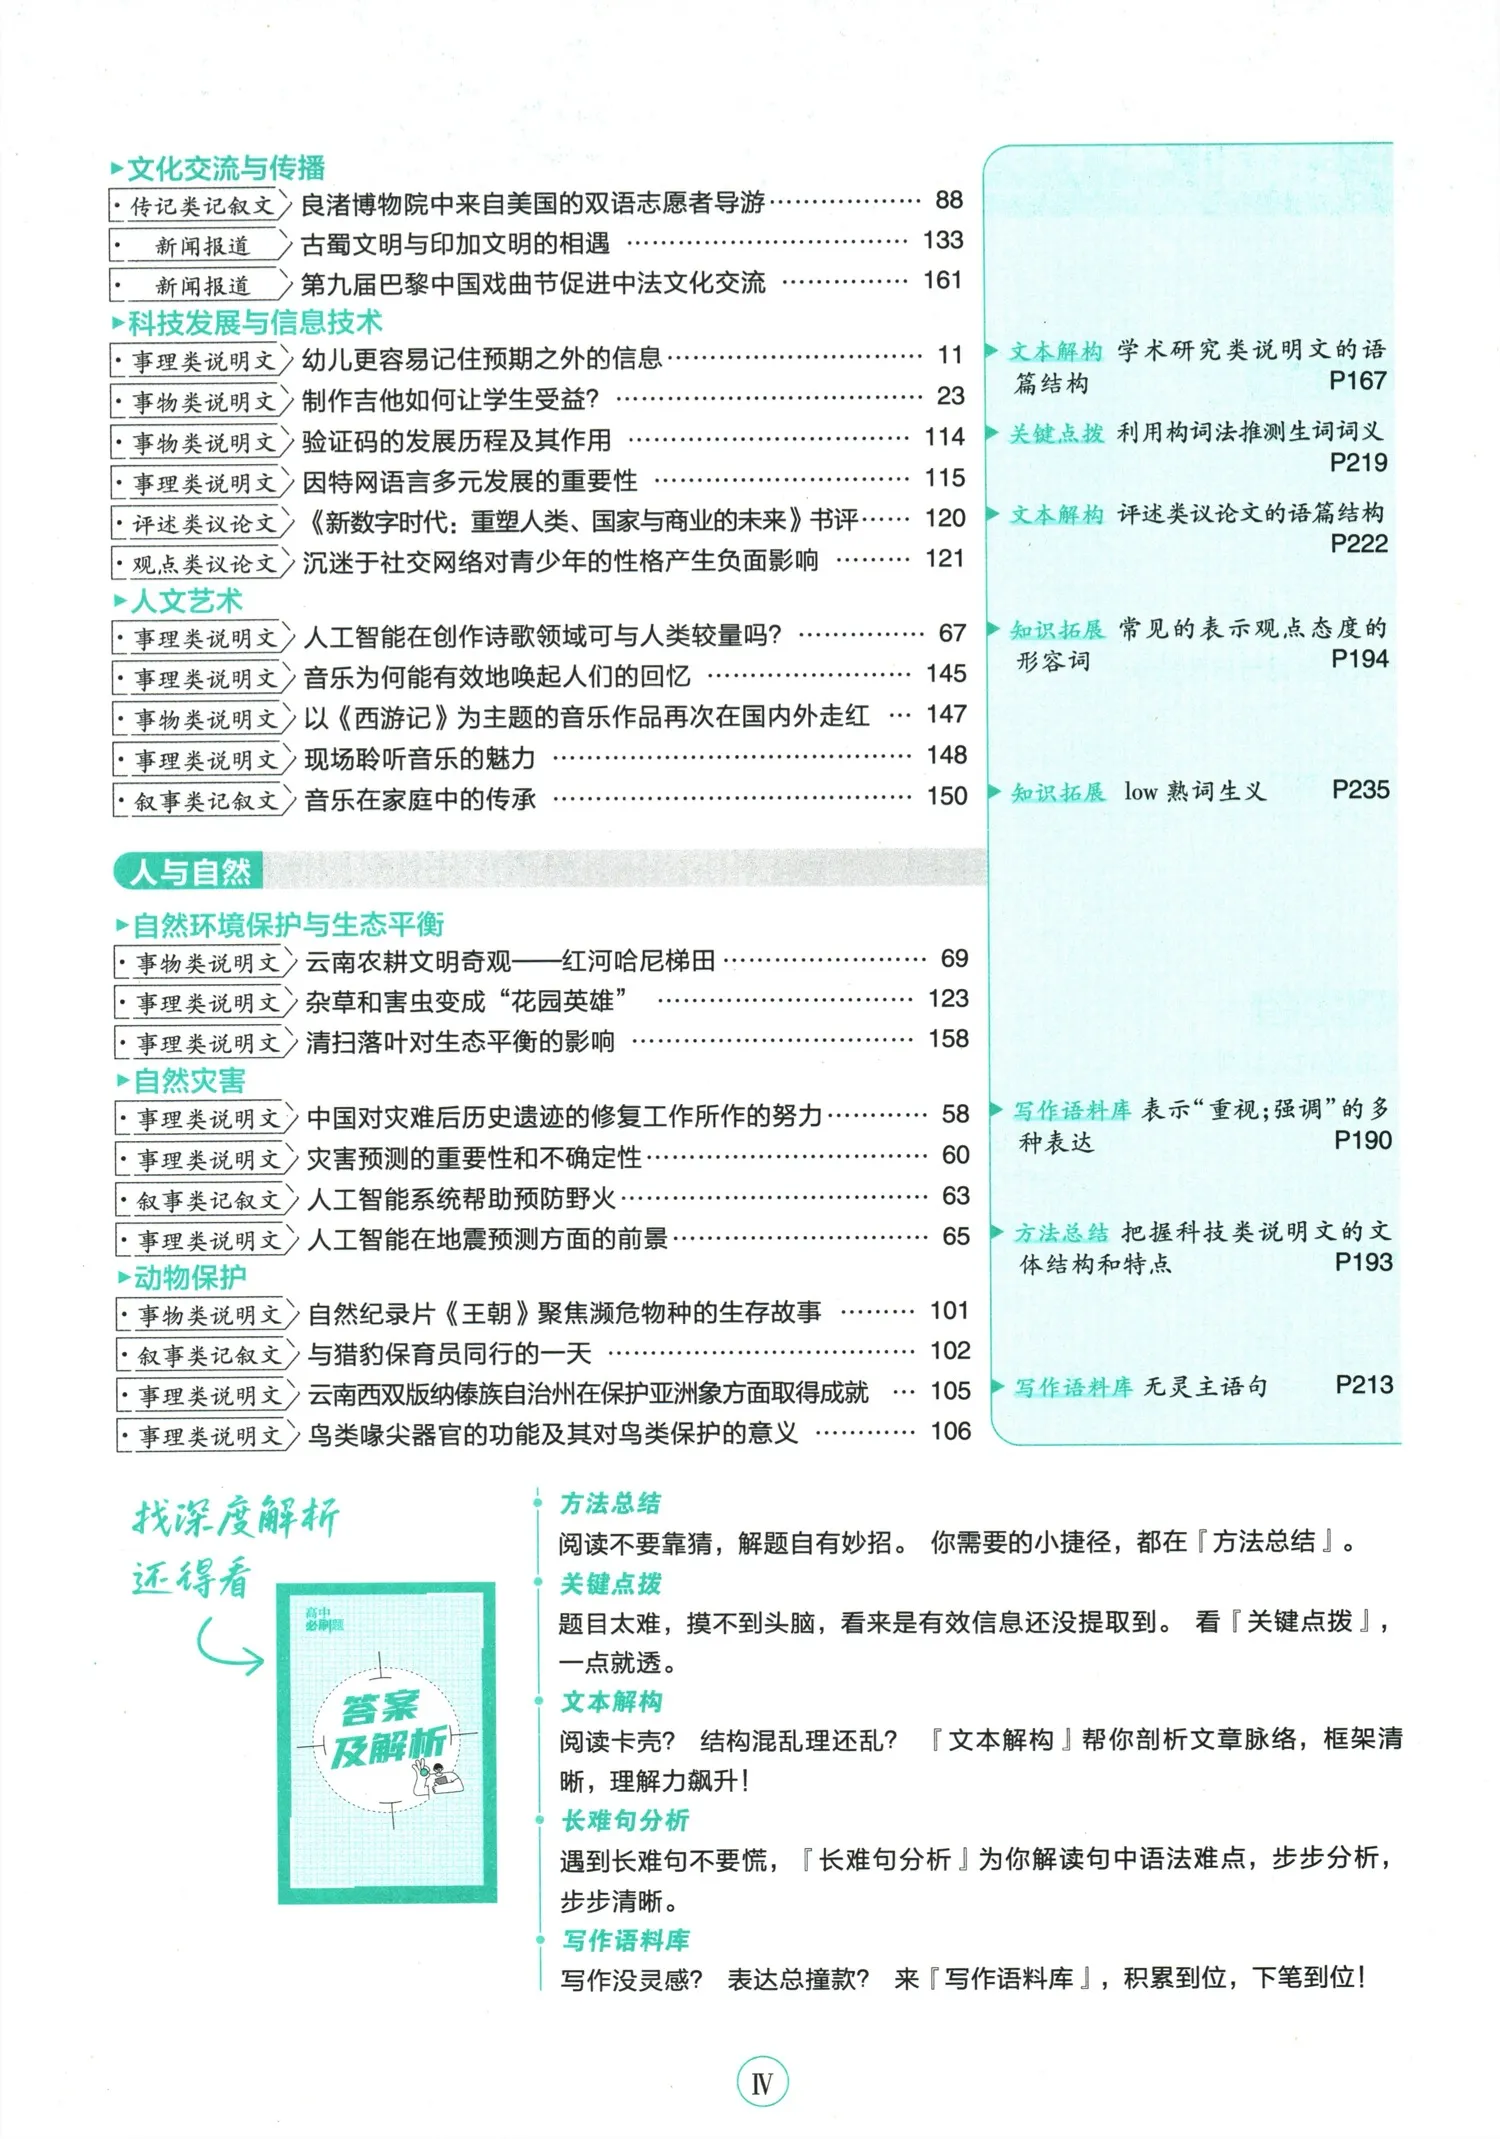 文化交流与传播
·传记类记叙文 良渚博物院中来自美国的双语志愿者导游 88
·新闻报道 古蜀文明与印加文明的相遇 133
·新闻报道 第九届巴黎中国戏曲节促进中法文化交流 161
科技发展与信息技术
·事理类说明文 幼儿更容易记住预期之外的信息 11
·事物类说明文 制作吉他如何让学生受益？ 23
·事物类说明文 验证码的发展历程及其作用 114
·事理类说明文 因特网语言多元发展的重要性 115
·评述类议论文 《新数字时代：重塑人类、国家与商业的未来》书评 120
·观点类议论文 沉迷于社交网络对青少年的性格产生负面影响 121
人文艺术
·事理类说明文 人工智能在创作诗歌领域可与人类较量吗？ 67
·事理类说明文 音乐为何能有效地唤起人们的回忆 145
·事物类说明文 以《西游记》为主题的音乐作品再次在国内外走红 147
·事理类说明文 现场聆听音乐的魅力 148
·叙事类记叙文 音乐在家庭中的传承 150
人与自然
自然环境保护与生态平衡
·事物类说明文 云南农耕文明奇观——红河哈尼梯田 69
·事理类说明文 杂草和害虫变成“花园英雄” 123
·事理类说明文 清扫落叶对生态平衡的影响 158
自然灾害
·事理类说明文 中国对灾难后历史遗迹的修复工作所作的努力 58
·事理类说明文 灾害预测的重要性和不确定性 60
·叙事类记叙文 人工智能系统帮助预防野火 63
·事理类说明文 人工智能在地震预测方面的前景 65
动物保护
·事物类说明文 自然纪录片《王朝》聚焦濒危物种的生存故事 101
·叙事类记叙文 与猎豹保育员同行的一天 102
·事理类说明文 云南西双版纳傣族自治州在保护亚洲象方面取得成就 105
·事理类说明文 鸟类喙尖器官的功能及其对鸟类保护的意义 106
文本解构 学术研究类说明文的语
篇结构 P167
关键点拨 利用构词法推测生词词义
P219
文本解构 评述类议论文的语篇结构
P222
知识拓展 常见的表示观点态度的
形容词 P194
知识拓展 low 熟词生义 P235
写作语料库 表示“重视；强调”的多
种表达 P190
方法总结 把握科技类说明文的文
体结构和特点 P193
写作语料库 无灵主语句 P213
找深度解析
还得看
高中
必刷题
答案
及解析
方法总结
阅读不要靠猜，解题自有妙招。 你需要的小捷径，都在『方法总结』。
关键点拨
题目太难，摸不到头脑，看来是有效信息还没提取到。 看『关键点拨』，
一点就透。
文本解构
阅读卡壳？ 结构混乱理还乱？ 『文本解构』帮你剖析文章脉络，框架清
晰，理解力飙升！
长难句分析
遇到长难句不要慌，『长难句分析』为你解读句中语法难点，步步分析，
步步清晰。
写作语料库
写作没灵感？ 表达总撞款？ 来『写作语料库』，积累到位，下笔到位！
Ⅳ